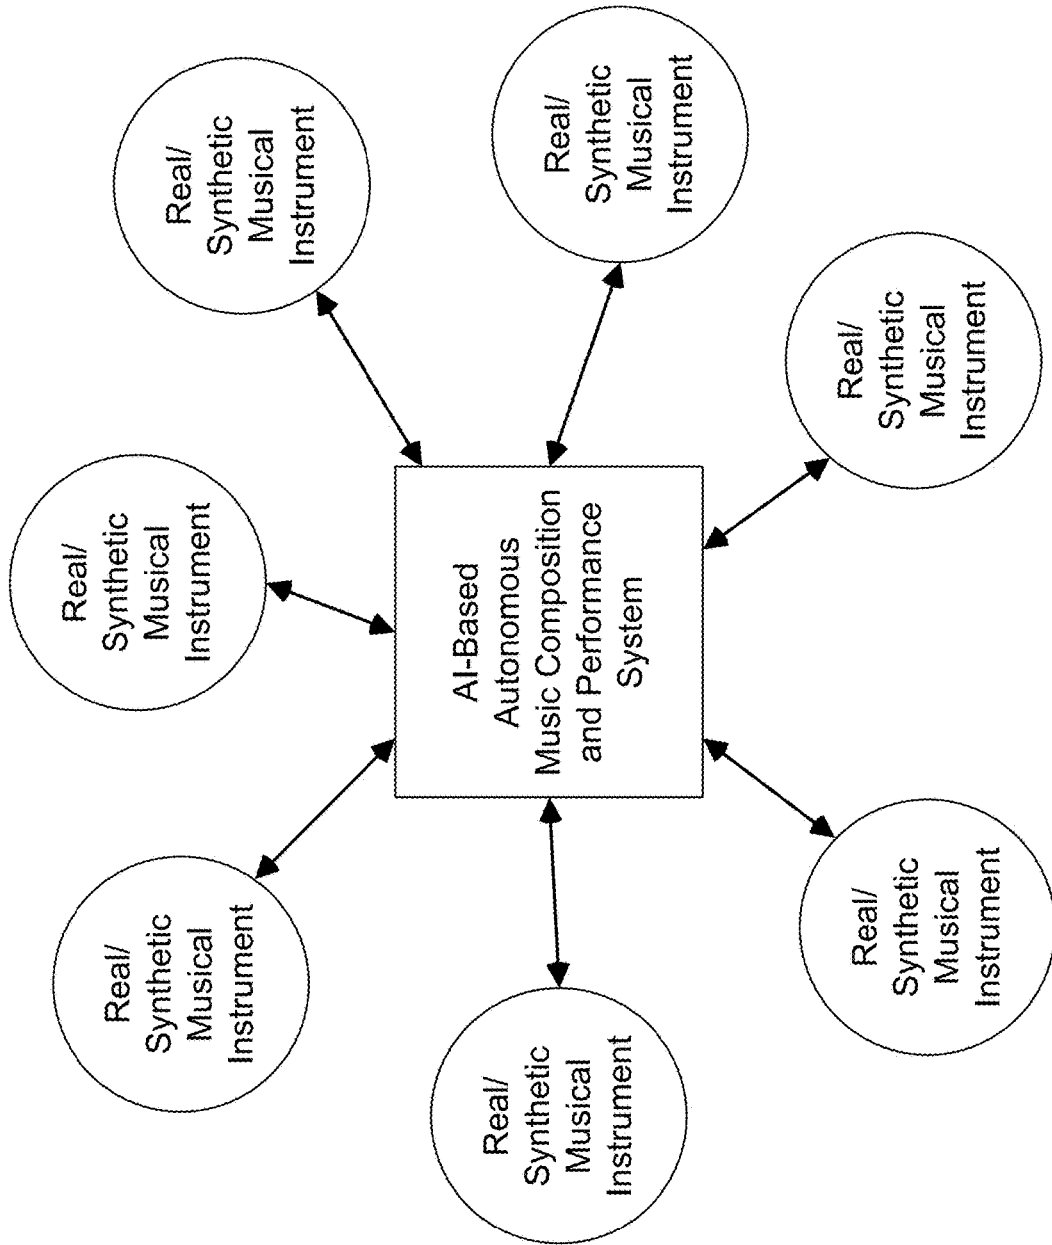 Real/
Synthetic
Musical
Instrument
Real/
Synthetic
Musical
Instrument
Real/
Synthetic
Musical
Instrument
Real/
Synthetic
Musical
Instrument
AI-Based
Autonomous
Music Composition
and Performance
System
Real/
Synthetic
Musical
Instrument
Real/
Synthetic
Musical
Instrument
Real/
Synthetic
Musical
Instrument